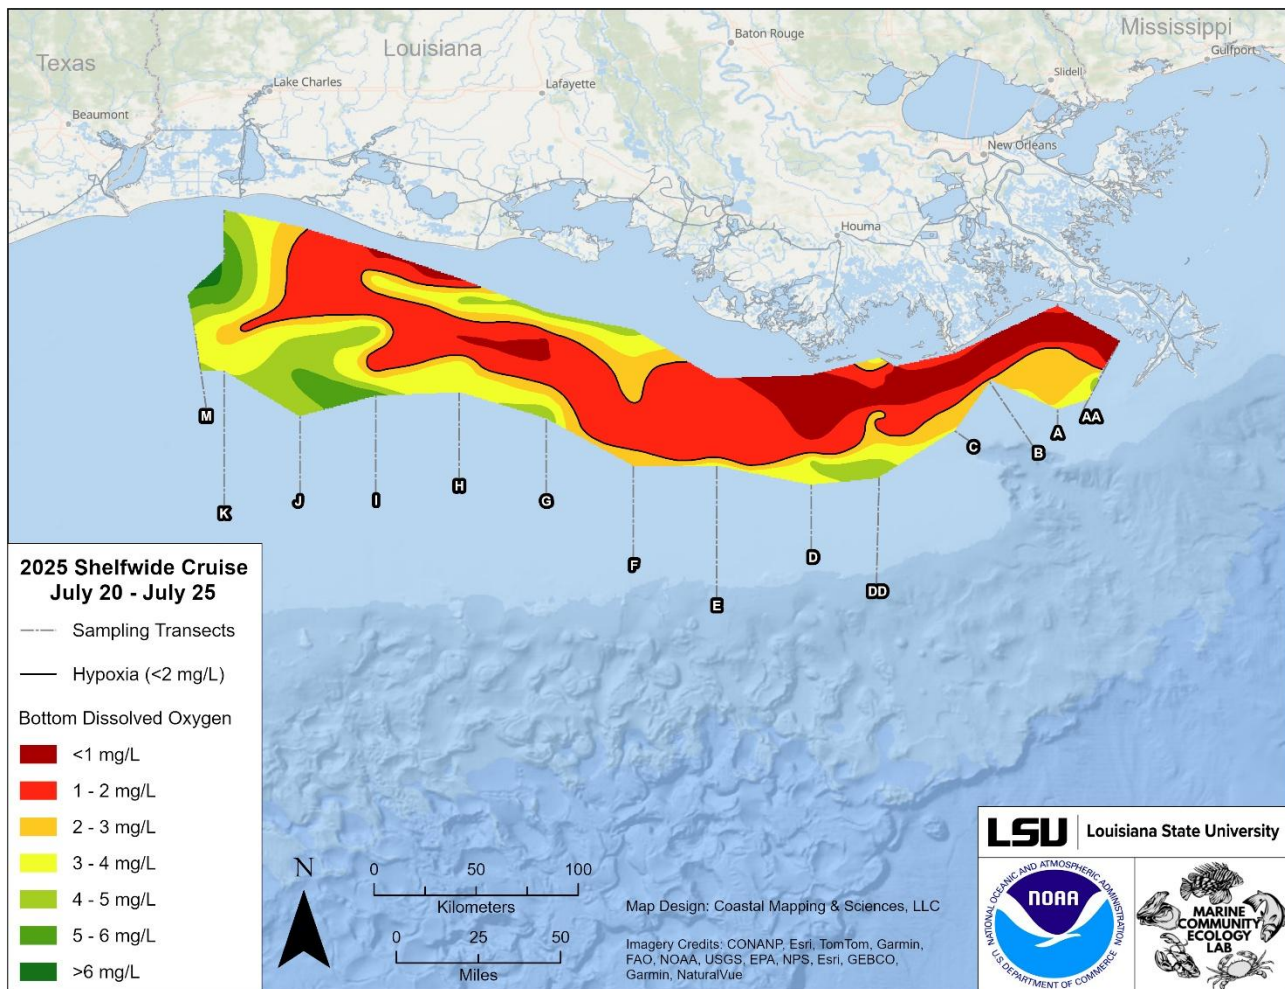 Mississippi
Louisiana
Texas
Baton Rouge
Gulfport
Slidell
Lake Charles
Lafayette
Beaumont
New Orleans
Houma
M
K
J
I
H
G
F
E
D
DD
C
B
A
AA
2025 Shelfwide Cruise
July 20 - July 25
Sampling Transects
Hypoxia (<2 mg/L)
Bottom Dissolved Oxygen
<1 mg/L
1 - 2 mg/L
2 - 3 mg/L
3 - 4 mg/L
4 - 5 mg/L
5 - 6 mg/L
>6 mg/L
N
0 50 100
Kilometers
0 25 50
Miles
Map Design: Coastal Mapping & Sciences, LLC
Imagery Credits: CONANP, Esri, TomTom, Garmin,
FAO, NOAA, USGS, EPA, NPS, Esri, GEBCO,
Garmin, NaturalVue
LSU Louisiana State University
NATIONAL OCEANIC AND ATMOSPHERIC ADMINISTRATION
NOAA
U.S. DEPARTMENT OF COMMERCE
MARINE
COMMUNITY
ECOLOGY
LAB